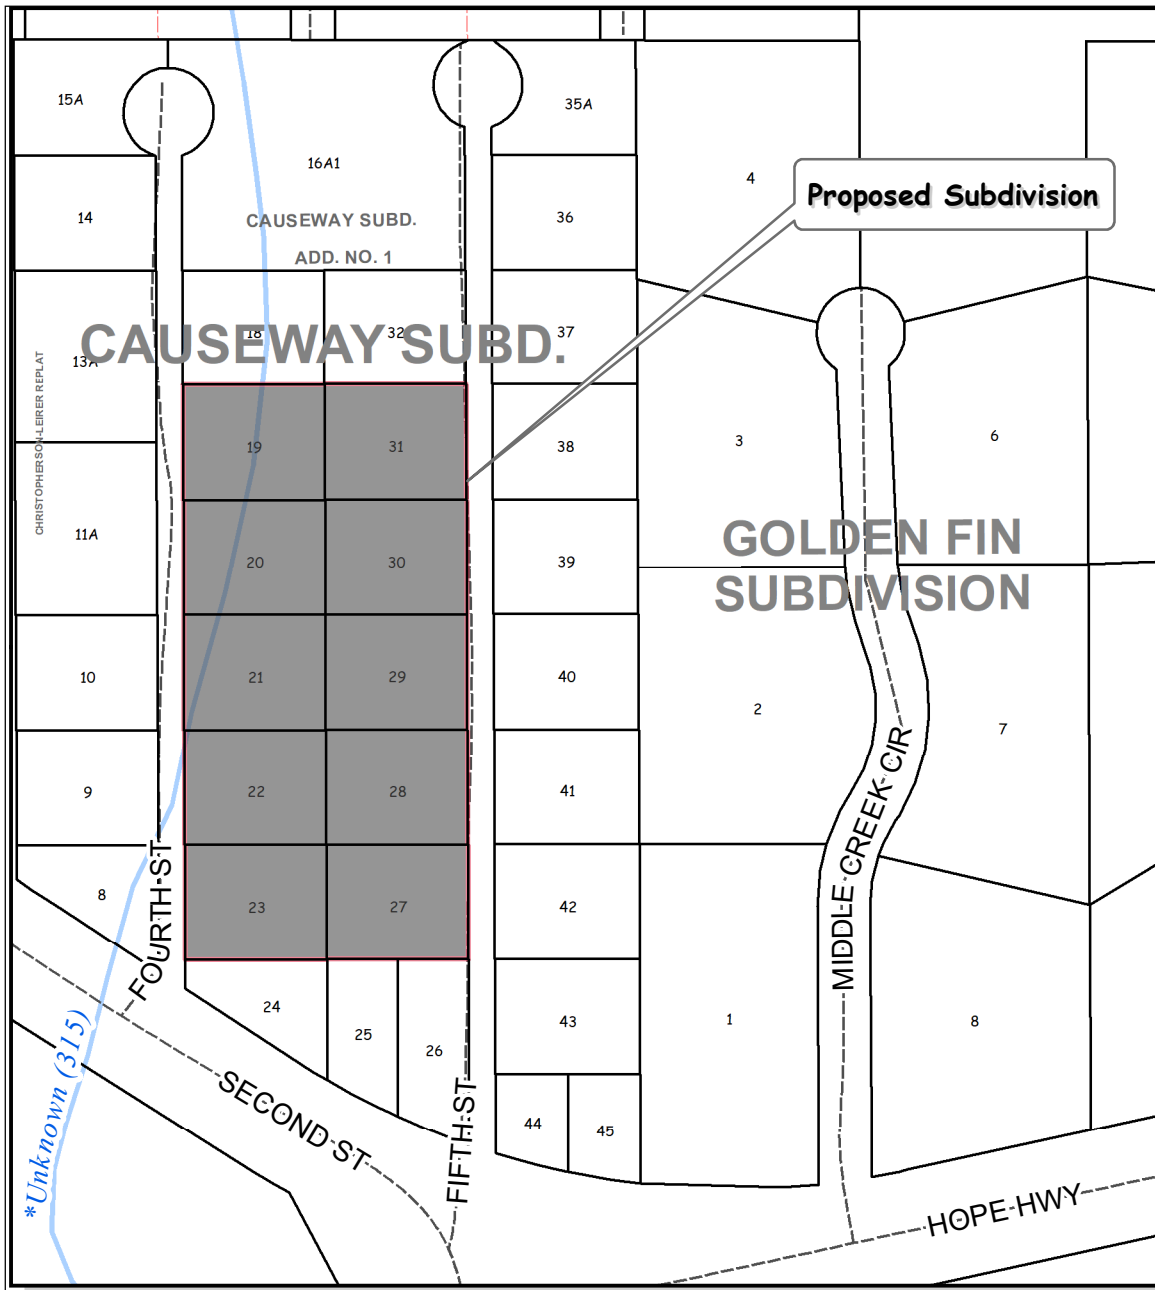 15A
35A
16A1
4
Proposed Subdivision
14
36
CAUSEWAY SUBD.
ADD. NO. 1
18
32
37
CAUSEWAY SUBD.
13A
CHRISTOPHERSON-LEIRER REPLAT
19
31
38
3
6
11A
20
30
39
GOLDEN FIN
SUBDIVISION
10
21
29
40
2
7
9
22
28
41
8
23
27
42
FOURTH ST
MIDDLE CREEK CIR
24
25
26
43
1
8
*Unknown (315)
SECOND ST
FIFTH ST
44
45
HOPE HWY